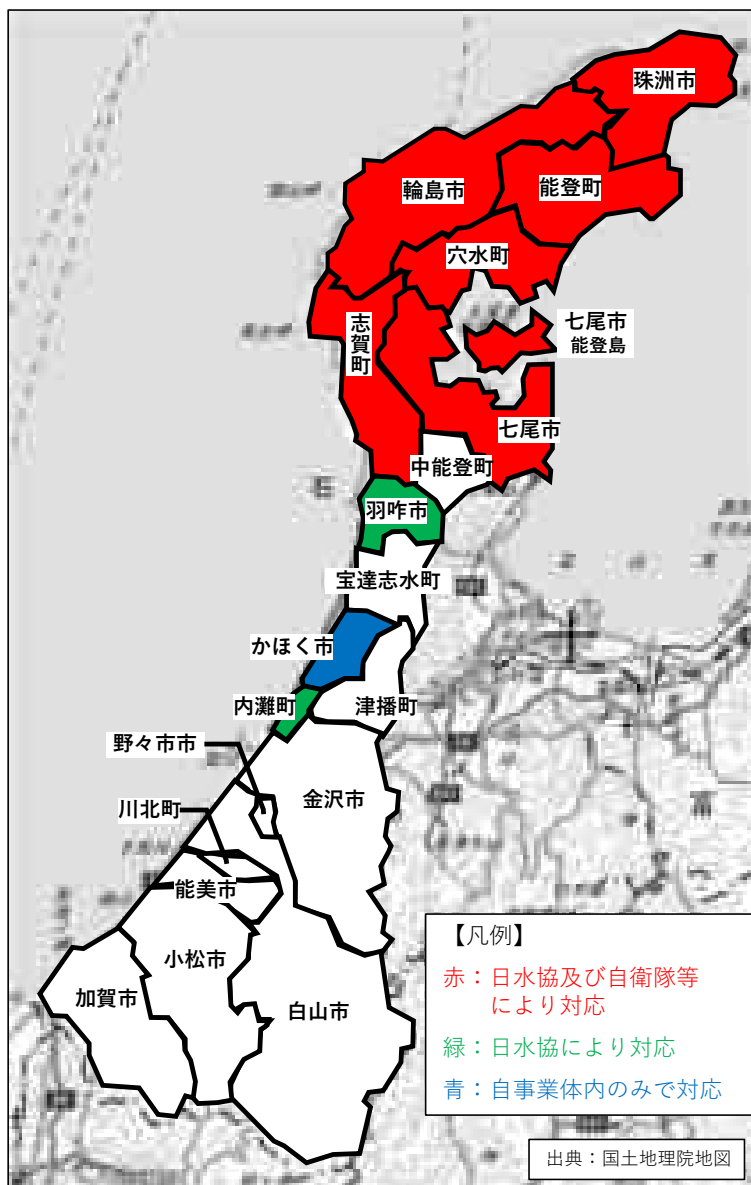 珠洲市
輪島市
能登町
穴水町
七尾市
能登島
志賀町
七尾市
中能登町
羽咋市
宝達志水町
かほく市
内灘町
津播町
野々市市
金沢市
川北町
能美市
小松市
加賀市
白山市
【凡例】
赤：日水協及び自衛隊等
により対応
緑：日水協により対応
青：自事業体内のみで対応
出典：国土地理院地図